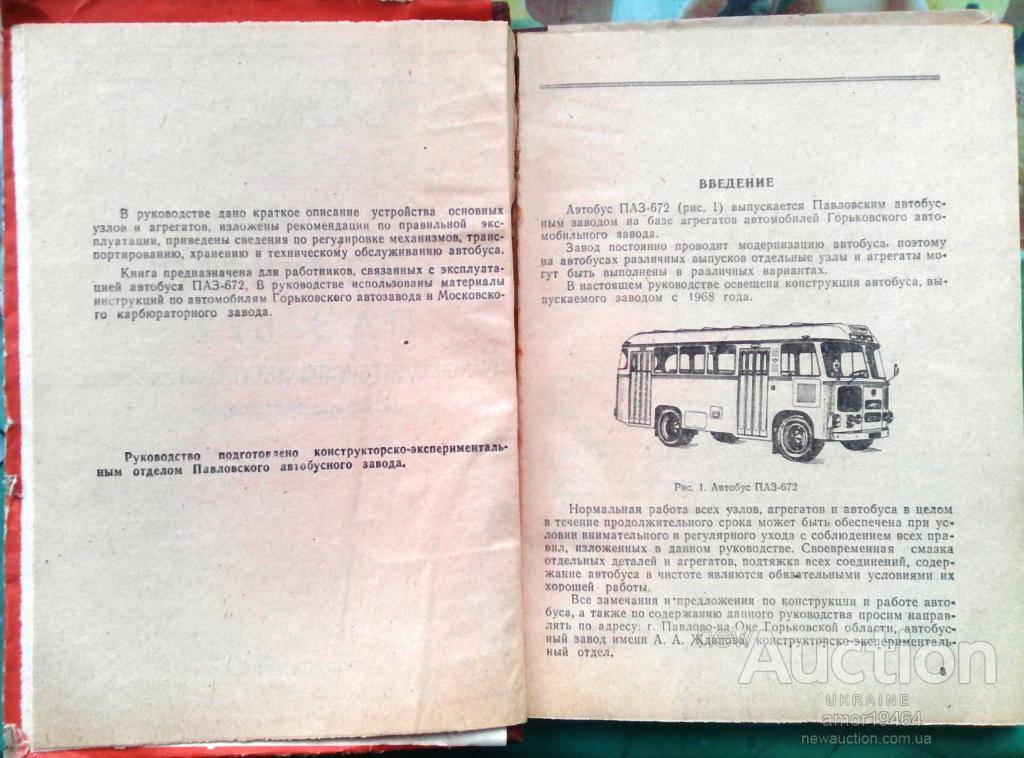 В руководстве дано краткое описание устройства основных
узлов и агрегатов, изложены рекомендации по правильной экс-
плуатации, приведены сведения по регулировке механизмов, транс-
портированию, хранению и техническому обслуживанию автобуса.
Книга предназначена для работников, связанных с эксплуата-
цией автобуса ПАЗ-672. В руководстве использованы материалы
инструкций по автомобилям Горьковского автозавода и Московско-
го карбюраторного завода.
Руководство подготовлено конструкторско-эксперименталь-
ным отделом Павловского автобусного завода.
ВВЕДЕНИЕ
Автобус ПАЗ-672 (рис. 1) выпускается Павловским автобус-
ным заводом на базе агрегатов автомобилей Горьковского авто-
мобильного завода.
Завод постоянно проводит модернизацию автобуса, поэтому
на автобусах различных выпусков отдельные узлы и агрегаты мо-
гут быть выполнены в различных вариантах.
В настоящем руководстве освещена конструкция автобуса, вы-
пускаемого заводом с 1968 года.
Рис. 1. Автобус ПАЗ-672
Нормальная работа всех узлов, агрегатов и автобуса в целом
в течение продолжительного срока может быть обеспечена при ус-
ловии внимательного и регулярного ухода с соблюдением всех пра-
вил, изложенных в данном руководстве. Своевременная смазка
отдельных деталей и агрегатов, подтяжка всех соединений, содер-
жание автобуса в чистоте являются обязательными условиями их
хорошей работы.
Все замечания и предложения по конструкции и работе авто-
буса, а также по содержанию данного руководства просим направ-
лять по адресу: г. Павлово-на-Оке Горьковской области, автобус-
ный завод имени А. А. Жданова, конструкторско-эксперименталь-
ный отдел.
3
new Auction
UKRAINE
amor19464
newauction.com.ua